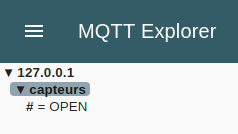 MQTT Explorer
▼ 127.0.0.1
▼ capteurs
# = OPEN